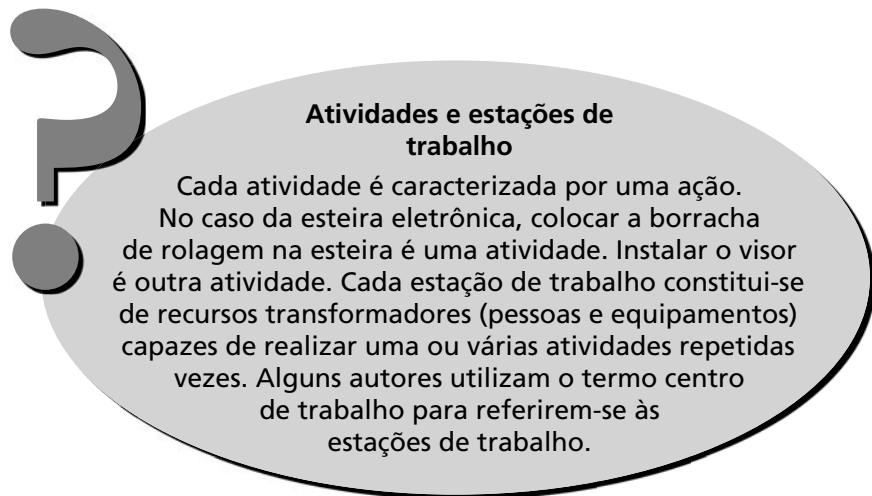 Atividades e estações de
trabalho
Cada atividade é caracterizada por uma ação.
No caso da esteira eletrônica, colocar a borracha
de rolagem na esteira é uma atividade. Instalar o visor
é outra atividade. Cada estação de trabalho constitui-se
de recursos transformadores (pessoas e equipamentos)
capazes de realizar uma ou várias atividades repetidas
vezes. Alguns autores utilizam o termo centro
de trabalho para referirem-se às
estações de trabalho.